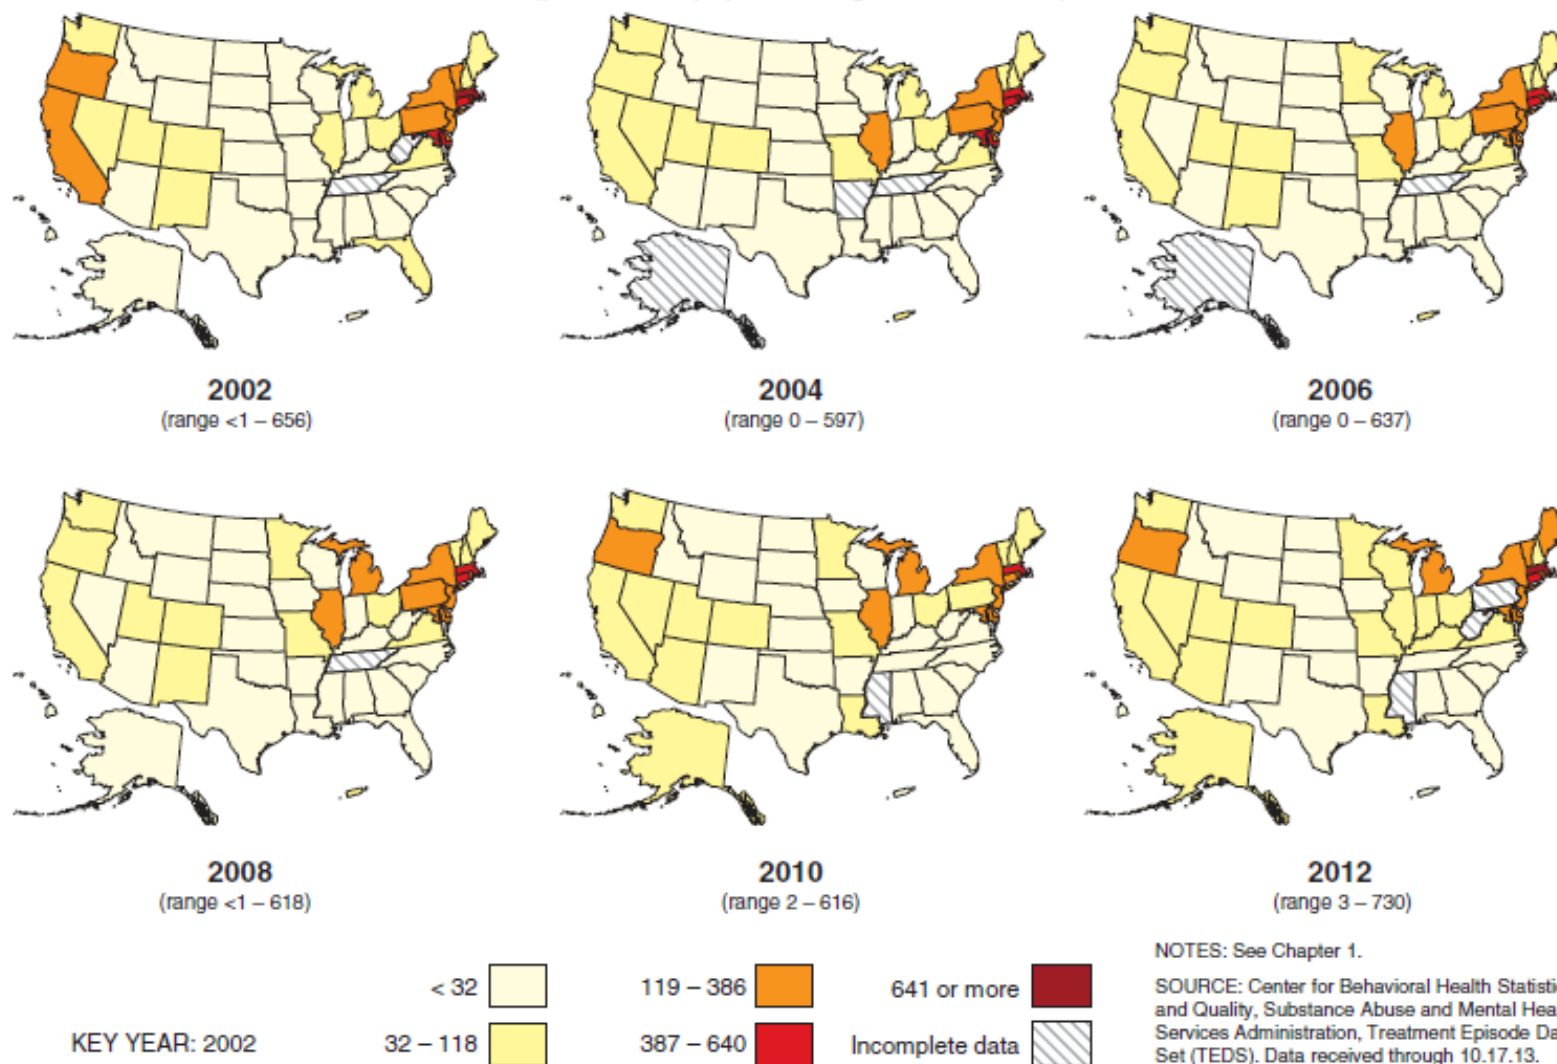 2002
(range <1 – 656)
2004
(range 0 – 597)
2006
(range 0 – 637)
2008
(range <1 – 618)
2010
(range 2 – 616)
2012
(range 3 – 730)
KEY YEAR: 2002
< 32
32 – 118
119 – 386
387 – 640
641 or more
Incomplete data
NOTES: See Chapter 1.
SOURCE: Center for Behavioral Health Statisti
and Quality, Substance Abuse and Mental Hea
Services Administration, Treatment Episode Da
Set (TEDS). Data received through 10.17.13.